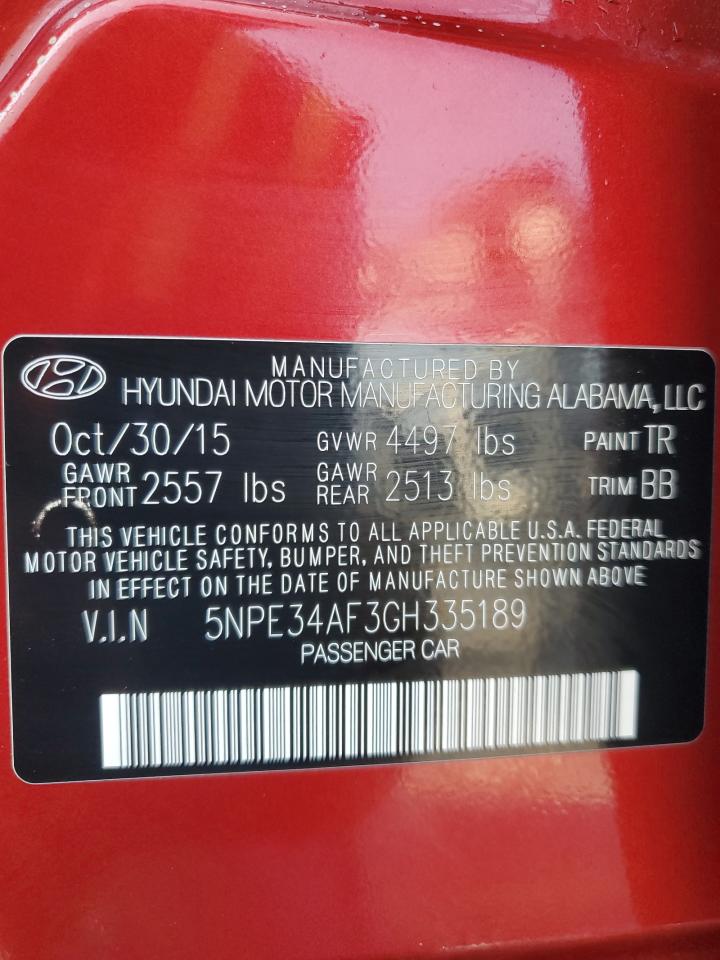 MANUFACTURED BY
HYUNDAI MOTOR MANUFACTURING ALABAMA, LLC
Oct/30/15 GVWR 4497 lbs PAINT TR
GAWR FRONT 2557 lbs GAWR REAR 2513 lbs TRIM BB
THIS VEHICLE CONFORMS TO ALL APPLICABLE U.S.A. FEDERAL
MOTOR VEHICLE SAFETY, BUMPER, AND THEFT PREVENTION STANDARDS
IN EFFECT ON THE DATE OF MANUFACTURE SHOWN ABOVE
V.I.N 5NPE34AF3GH335189
PASSENGER CAR